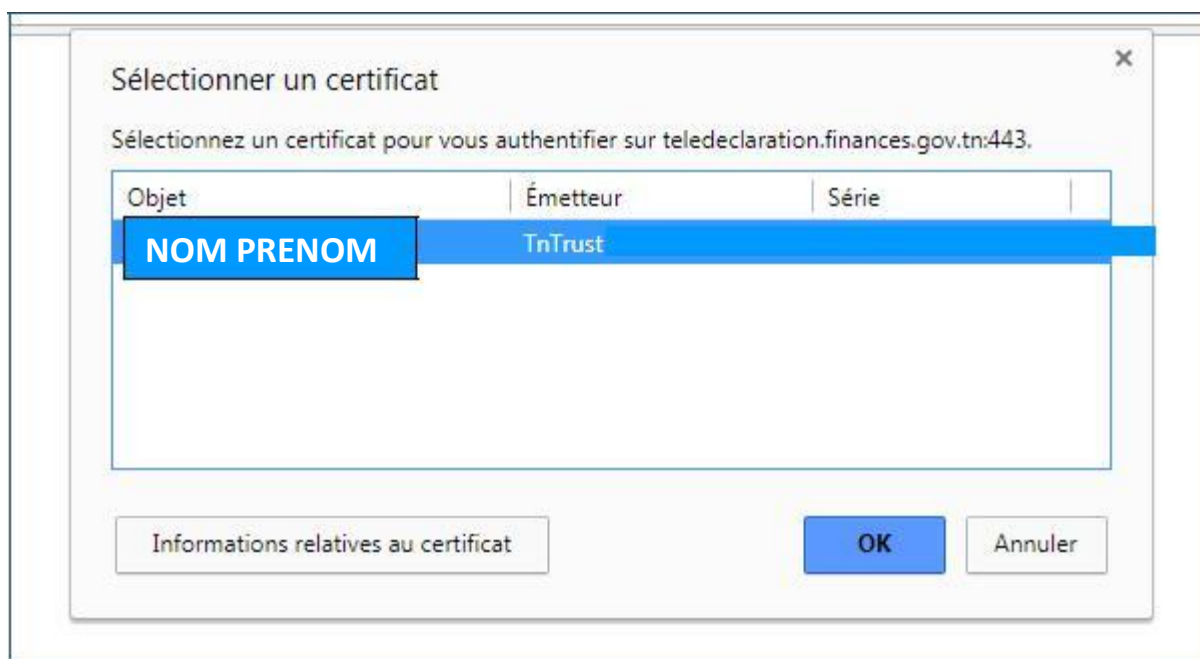 Sélectionner un certificat
Sélectionnez un certificat pour vous authentifier sur teledeclaration.finances.gov.tn:443.
Objet Émetteur Série
NOM PRENOM TnTrust
Informations relatives au certificat OK Annuler